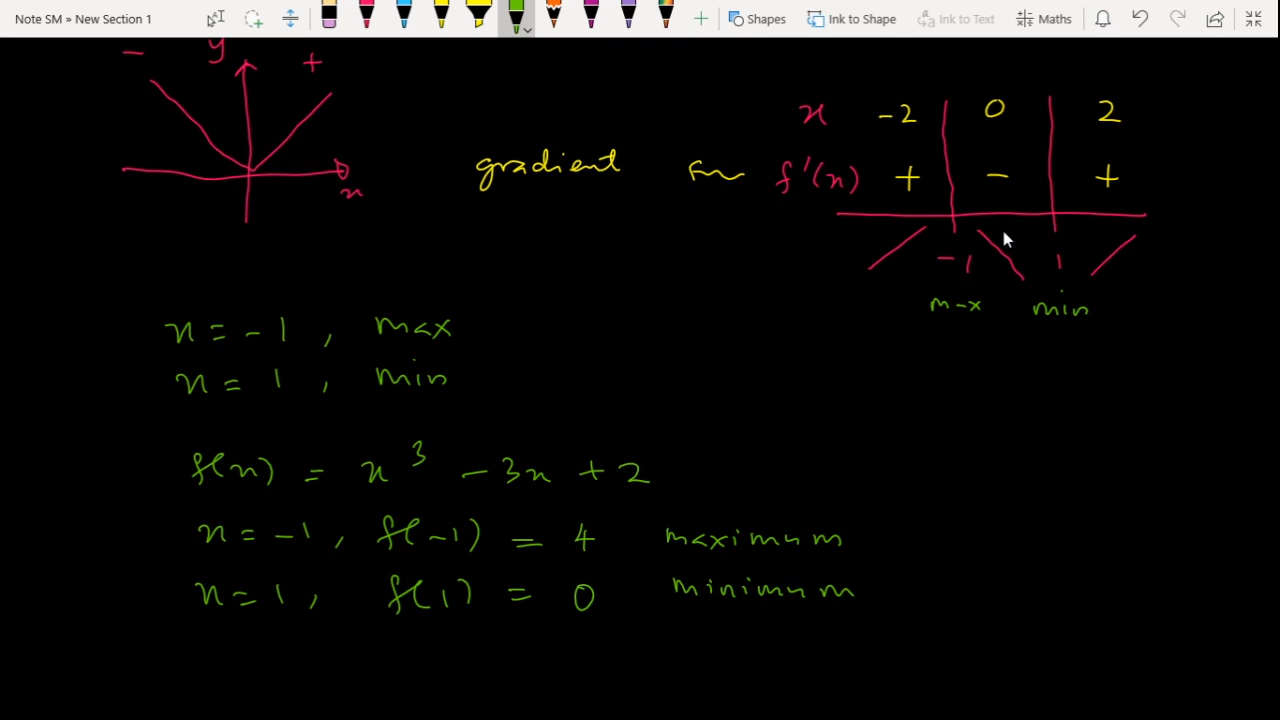 Note SM » New Section 1
Shapes Ink to Shape Ink to Text Maths
- y +
x
x -2 0 2
gradient fn f'(x) + - +
-1 1
max min
x = -1 , max
x = 1 , min
f(x) = x³ - 3x + 2
x = -1 , f(-1) = 4 maximum
x = 1 , f(1) = 0 minimum